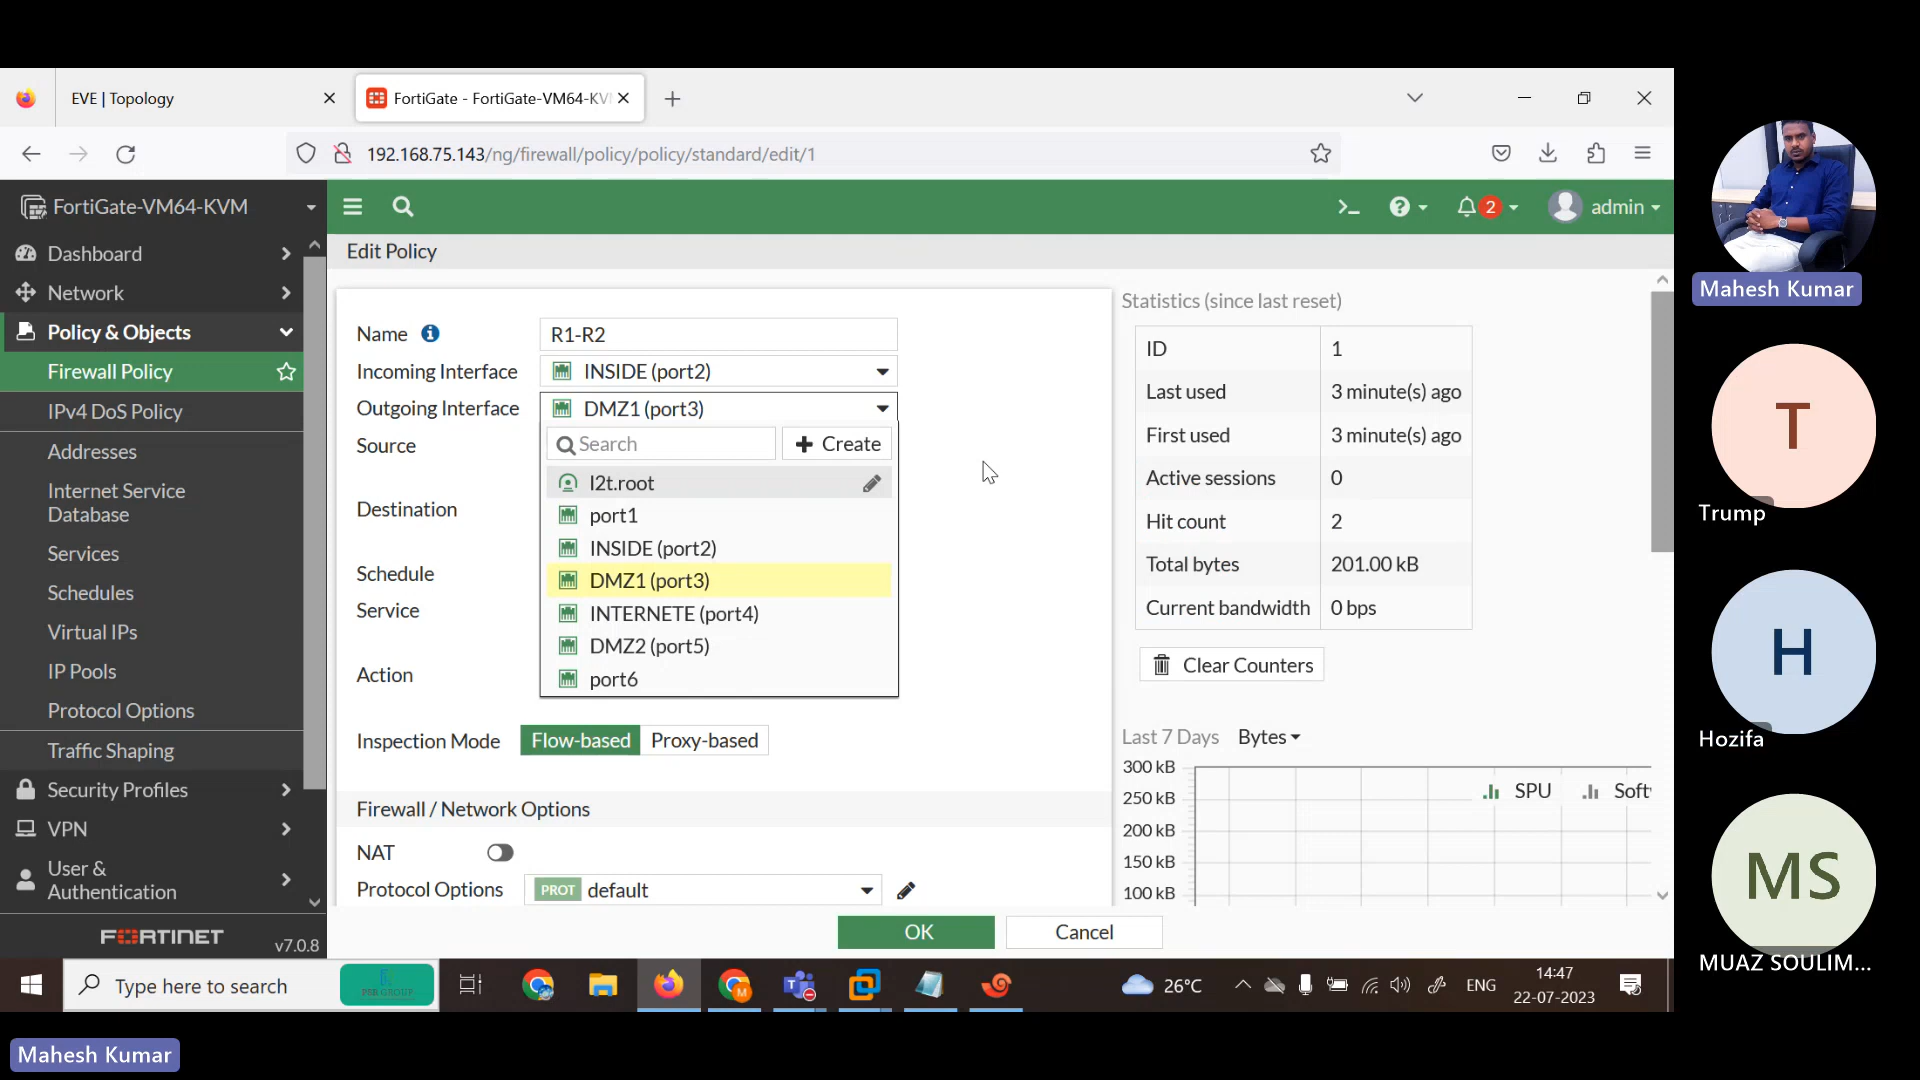 EVE | Topology
FortiGate - FortiGate-VM64-KV
192.168.75.143/ng/firewall/policy/policy/standard/edit/1
FortiGate-VM64-KVM
>_
?
2
admin
Dashboard
Network
Policy & Objects
Firewall Policy
IPv4 DoS Policy
Addresses
Internet Service
Database
Services
Schedules
Virtual IPs
IP Pools
Protocol Options
Traffic Shaping
Security Profiles
VPN
User &
Authentication
FORTINET
v7.0.8
Edit Policy
Name
R1-R2
Incoming Interface
INSIDE (port2)
Outgoing Interface
DMZ1 (port3)
Source
Search
Create
l2t.root
port1
INSIDE (port2)
DMZ1 (port3)
INTERNETE (port4)
DMZ2 (port5)
port6
Destination
Schedule
Service
Action
Inspection Mode
Flow-based
Proxy-based
Firewall / Network Options
NAT
Protocol Options
PROT
default
OK
Cancel
Statistics (since last reset)
ID 1
Last used 3 minute(s) ago
First used 3 minute(s) ago
Active sessions 0
Hit count 2
Total bytes 201.00 kB
Current bandwidth 0 bps
Clear Counters
Last 7 Days Bytes
300 kB
250 kB
200 kB
150 kB
100 kB
SPU
Soft
Type here to search
PSR GROUP
26°C
ENG
14:47
22-07-2023
Mahesh Kumar
T
Trump
H
Hozifa
MS
MUAZ SOULIM...
Mahesh Kumar